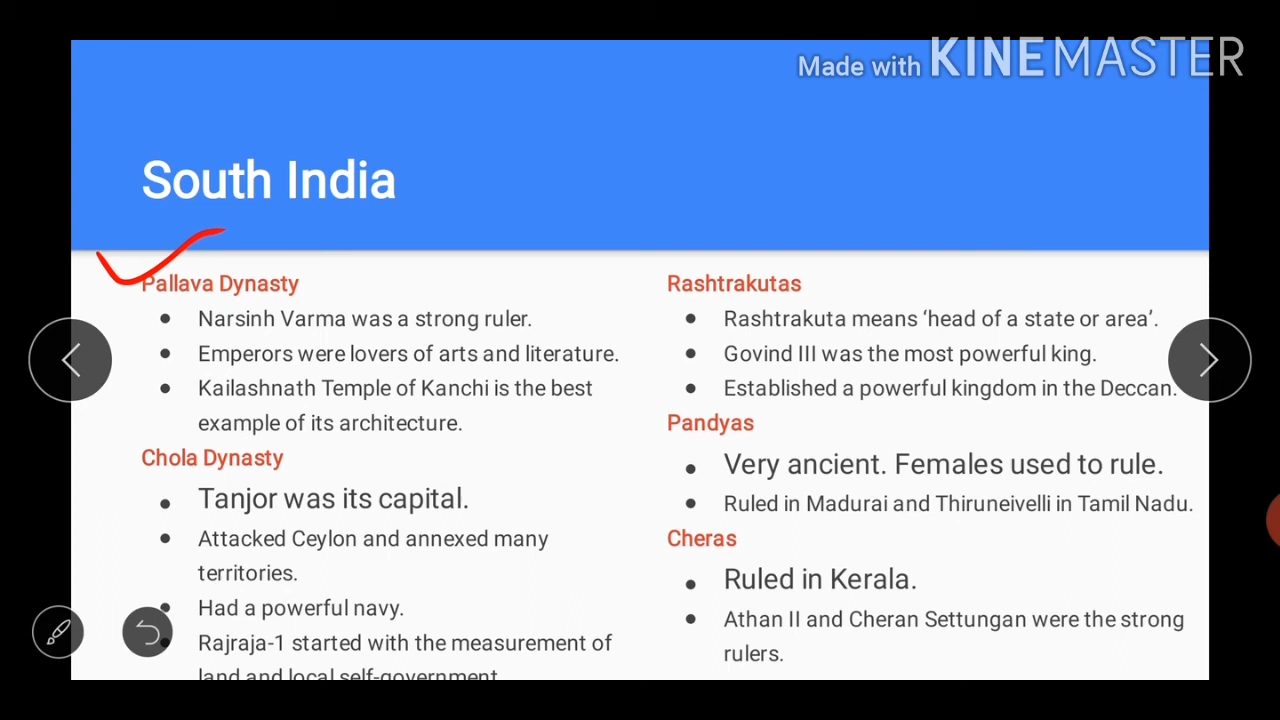 Made with KINEMASTER
South India
Pallava Dynasty
• Narsinh Varma was a strong ruler.
• Emperors were lovers of arts and literature.
• Kailashnath Temple of Kanchi is the best
example of its architecture.
Chola Dynasty
• Tanjor was its capital.
• Attacked Ceylon and annexed many
territories.
• Had a powerful navy.
• Rajraja-1 started with the measurement of
land and local self-government
Rashtrakutas
• Rashtrakuta means ‘head of a state or area’.
• Govind III was the most powerful king.
• Established a powerful kingdom in the Deccan.
Pandyas
• Very ancient. Females used to rule.
• Ruled in Madurai and Thiruneivelli in Tamil Nadu.
Cheras
• Ruled in Kerala.
• Athan II and Cheran Settungan were the strong
rulers.